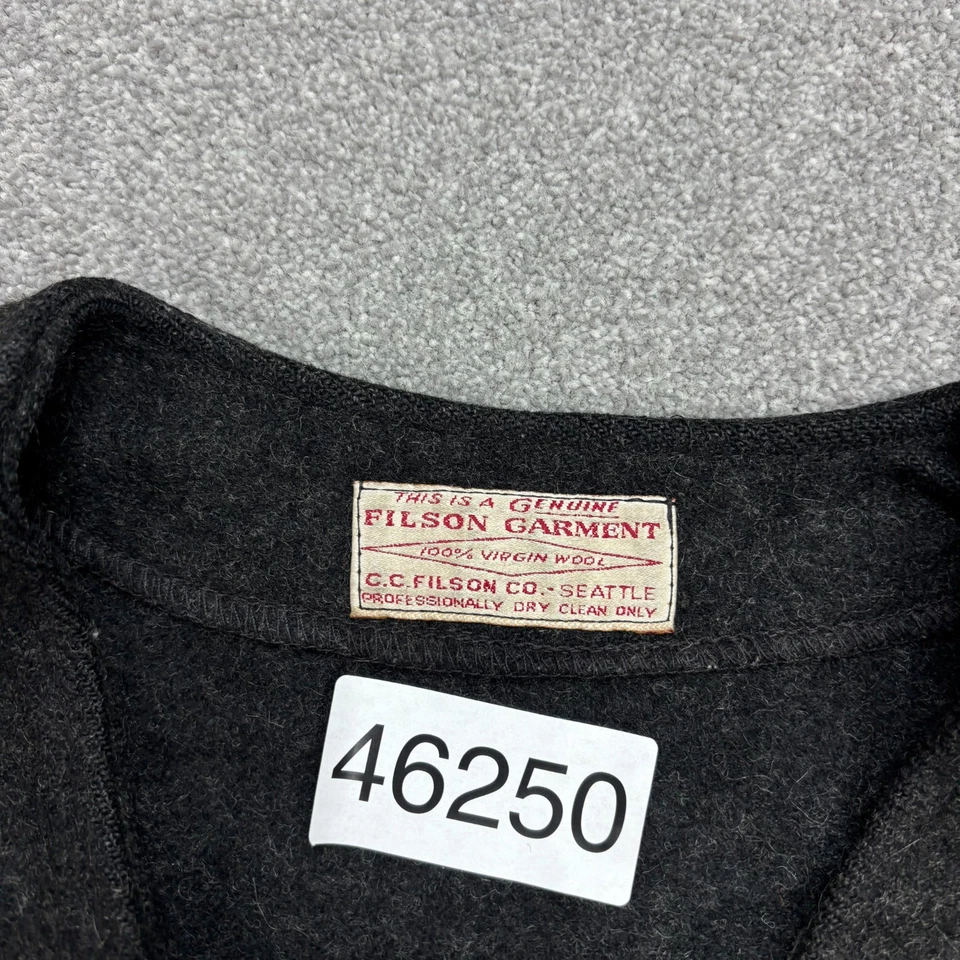 THIS IS A GENUINE
FILSON GARMENT
100% VIRGIN WOOL
C.C. FILSON CO.-SEATTLE
PROFESSIONALLY DRY CLEAN ONLY
46250